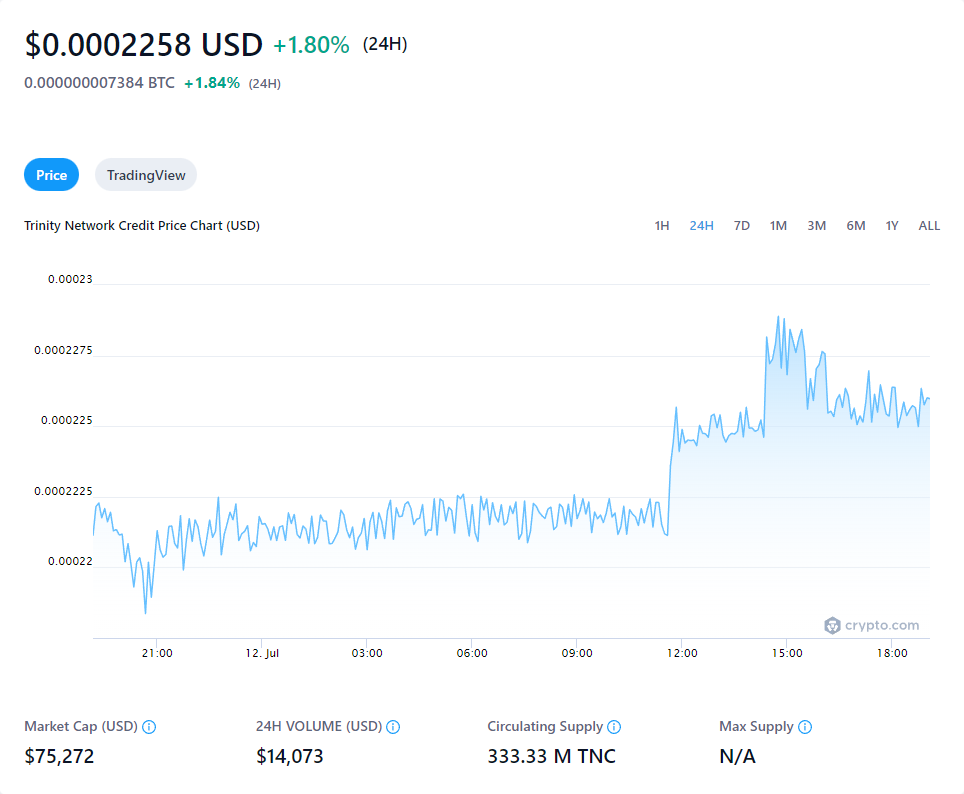 $0.0002258 USD +1.80% (24H)
0.000000007384 BTC +1.84% (24H)
Price TradingView
Trinity Network Credit Price Chart (USD) 1H 24H 7D 1M 3M 6M 1Y ALL
0.00023
0.0002275
0.000225
0.0002225
0.00022
crypto.com
21:00 12. Jul 03:00 06:00 09:00 12:00 15:00 18:00
Market Cap (USD) 24H VOLUME (USD) Circulating Supply Max Supply
$75,272 $14,073 333.33 M TNC N/A